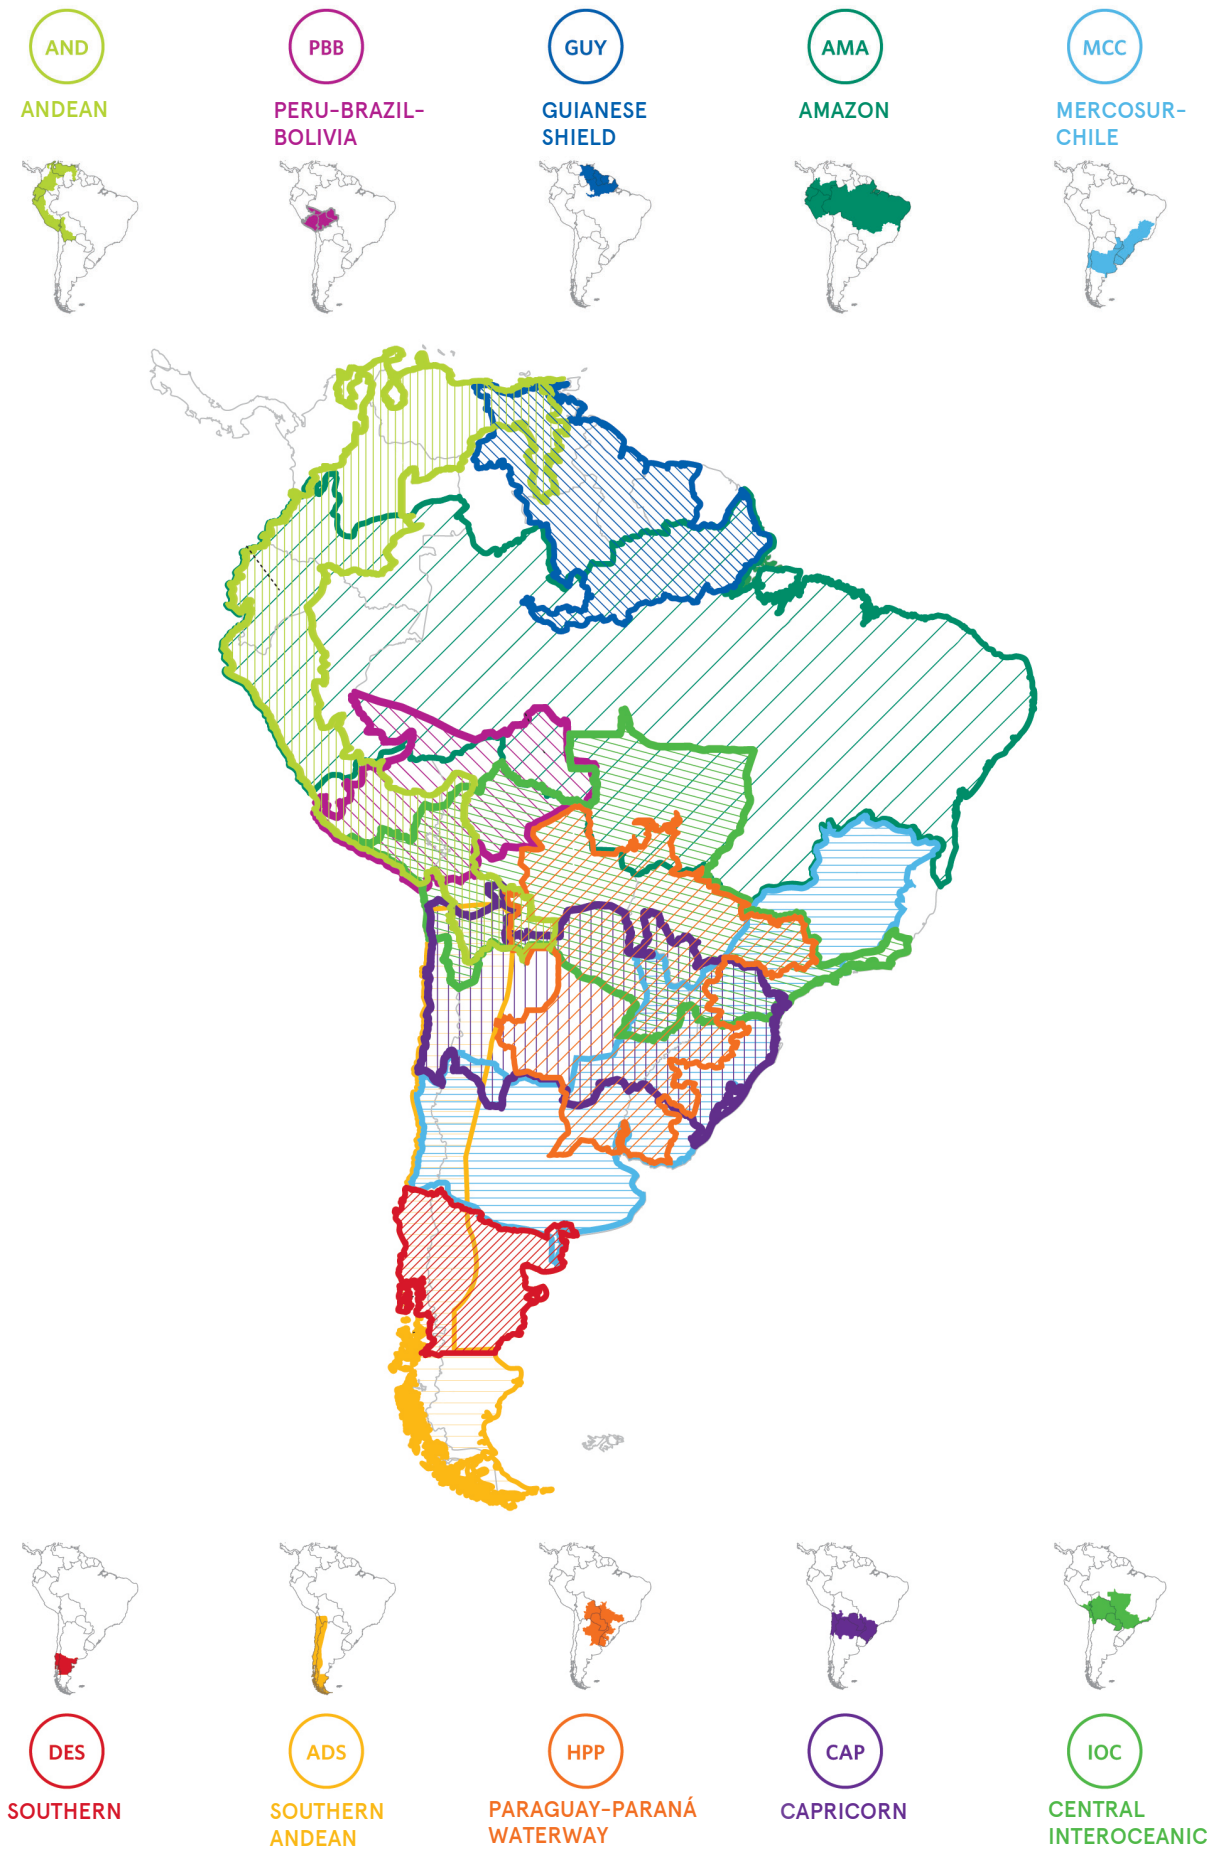 AND
PBB
GUY
AMA
MCC
ANDEAN
PERU-BRAZIL-
BOLIVIA
GUIANESE
SHIELD
AMAZON
MERCOSUR-
CHILE
DES
ADS
HPP
CAP
IOC
SOUTHERN
SOUTHERN
ANDEAN
PARAGUAY-PARANÁ
WATERWAY
CAPRICORN
CENTRAL
INTEROCEANIC